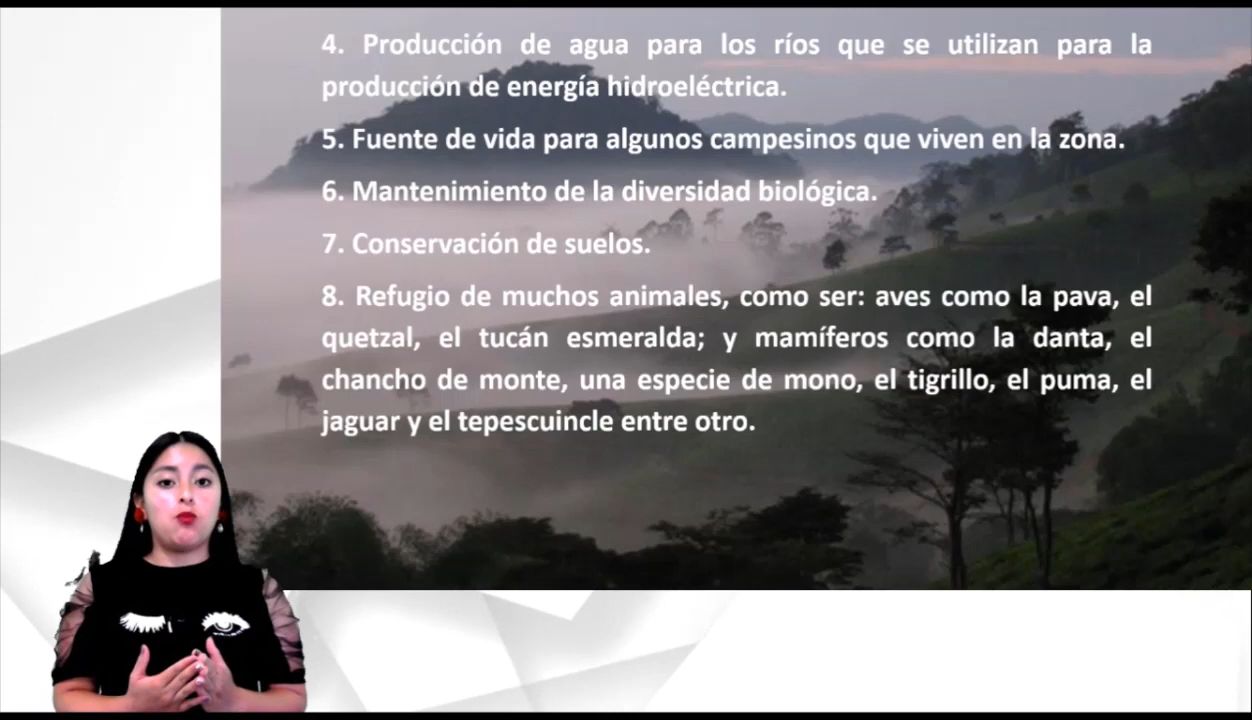 4. Producción de agua para los ríos que se utilizan para la
producción de energía hidroeléctrica.
5. Fuente de vida para algunos campesinos que viven en la zona.
6. Mantenimiento de la diversidad biológica.
7. Conservación de suelos.
8. Refugio de muchos animales, como ser: aves como la pava, el
quetzal, el tucán esmeralda; y mamíferos como la danta, el
chancho de monte, una especie de mono, el tigrillo, el puma, el
jaguar y el tepescuincle entre otro.